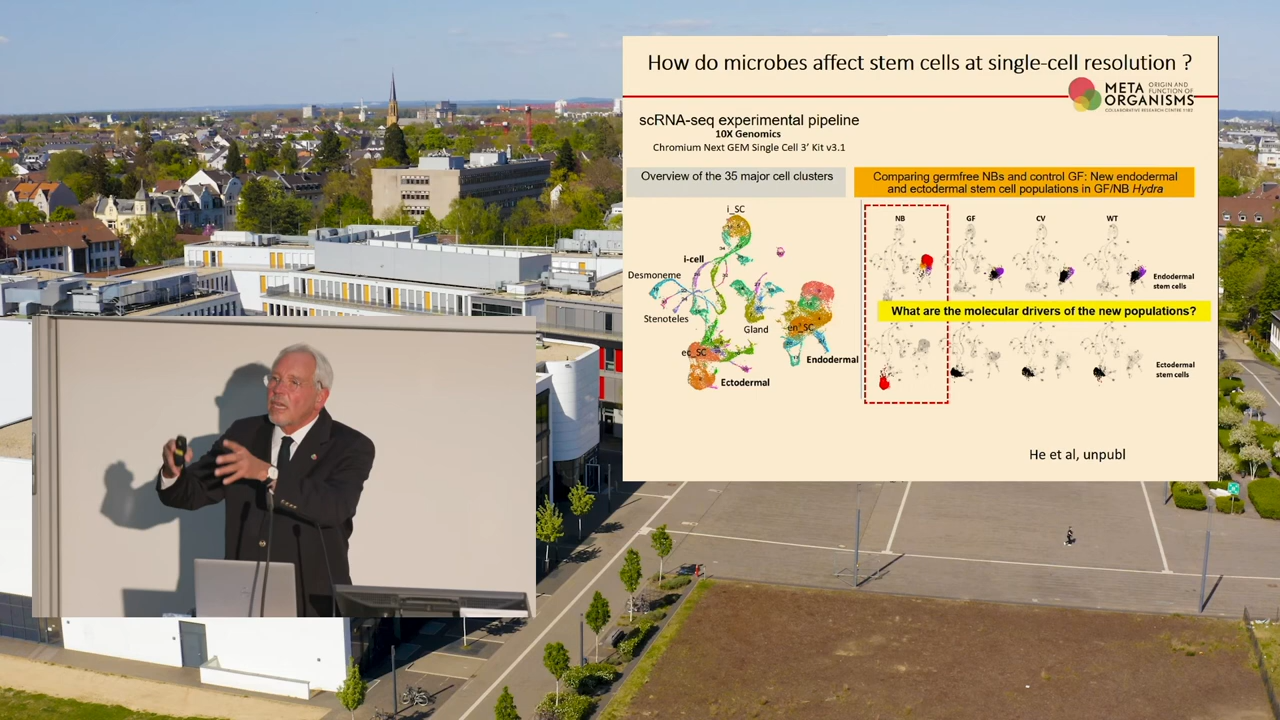 How do microbes affect stem cells at single-cell resolution ?
META
ORGANISMS
ORIGIN AND
FUNCTION OF
COLLABORATIVE RESEARCH CENTRE 1182
scRNA-seq experimental pipeline
10X Genomics
Chromium Next GEM Single Cell 3' Kit v3.1
Overview of the 35 major cell clusters
Comparing germfree NBs and control GF: New endodermal
and ectodermal stem cell populations in GF/NB Hydra
i_SC
i-cell
Desmoneme
Stenoteles
Gland
en_SC
ec_SC
Endodermal
Ectodermal
NB
GF
CV
WT
Endodermal
stem cells
What are the molecular drivers of the new populations?
Ectodermal
stem cells
He et al, unpubl